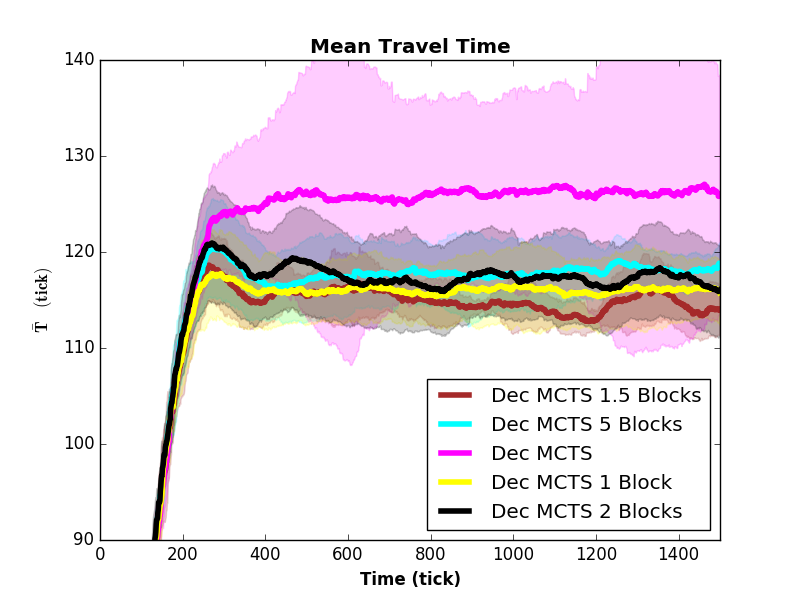 Mean Travel Time
140
130
120
110
100
90
T̄ (tick)
0 200 400 600 800 1000 1200 1400
Time (tick)
Dec MCTS 1.5 Blocks
Dec MCTS 5 Blocks
Dec MCTS
Dec MCTS 1 Block
Dec MCTS 2 Blocks